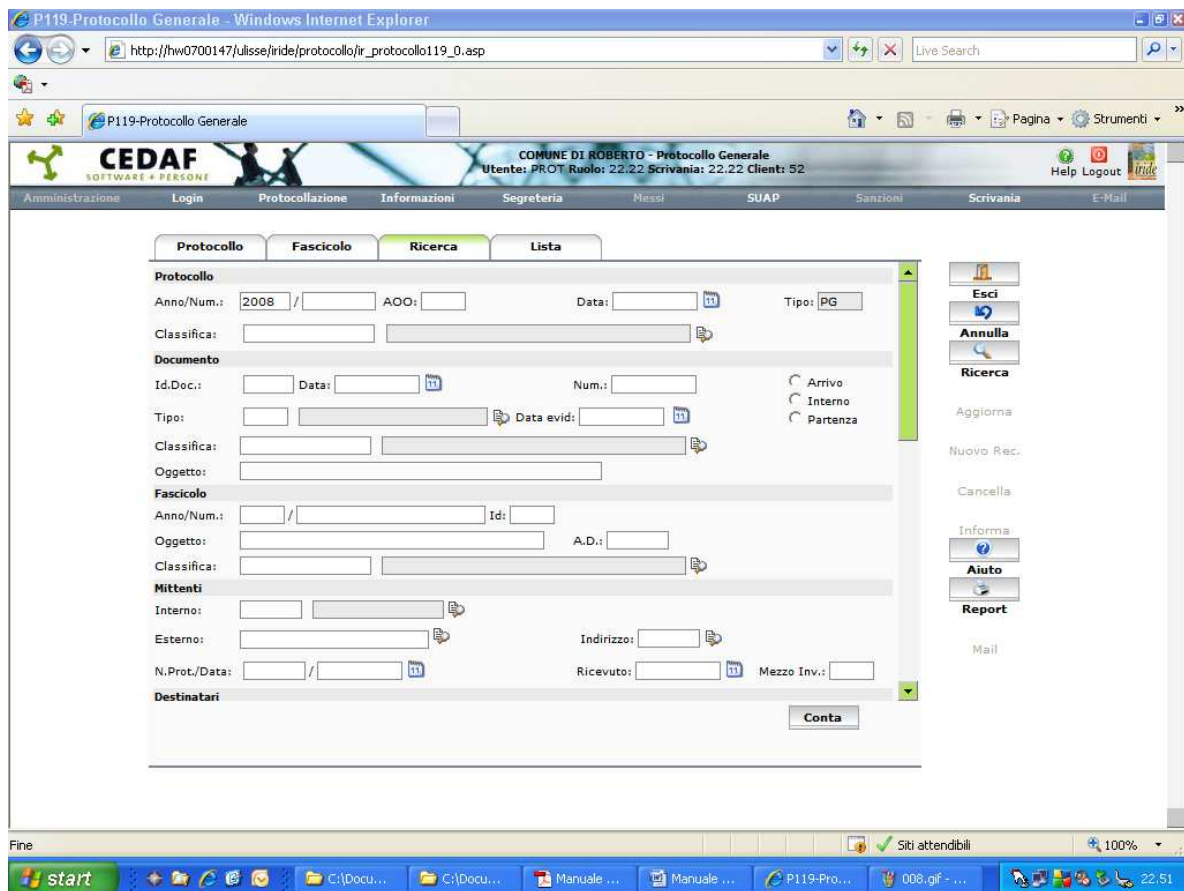 P119-Protocollo Generale - Windows Internet Explorer
http://hw0700147/ulisse/iride/protocollo/ir_protocollo119_0.asp
Live Search
P119-Protocollo Generale
Pagina
Strumenti
»
CEDAF
SOFTWARE + PERSONE
COMUNE DI ROBERTO - Protocollo Generale
Utente: PROT Ruolo: 22.22 Scrivania: 22.22 Client: 52
Help Logout iride
Amministrazione Login Protocollazione Informazioni Segreteria Messi SUAP Sanzioni Scrivania E-Mail
Protocollo Fascicolo Ricerca Lista
Protocollo
Anno/Num.: 2008 / AOO: Data: 11 Tipo: PG
Classifica:
Documento
Id.Doc.: Data: 11 Num.: Arrivo
Interno
Tipo: Data evid: 11 Partenza
Classifica:
Oggetto:
Fascicolo
Anno/Num.: / Id:
Oggetto: A.D.:
Classifica:
Mittenti
Interno:
Esterno: Indirizzo:
N.Prot./Data: / 11 Ricevuto: 11 Mezzo Inv.:
Destinatari
Conta
Esci
Annulla
Ricerca
Aggiorna
Nuovo Rec.
Cancella
Informa
Aiuto
Report
Mail
Fine Siti attendibili 100%
start C:\Docu... C:\Docu... Manuale ... Manuale ... P119-Pro... 008.gif - ... 22.51